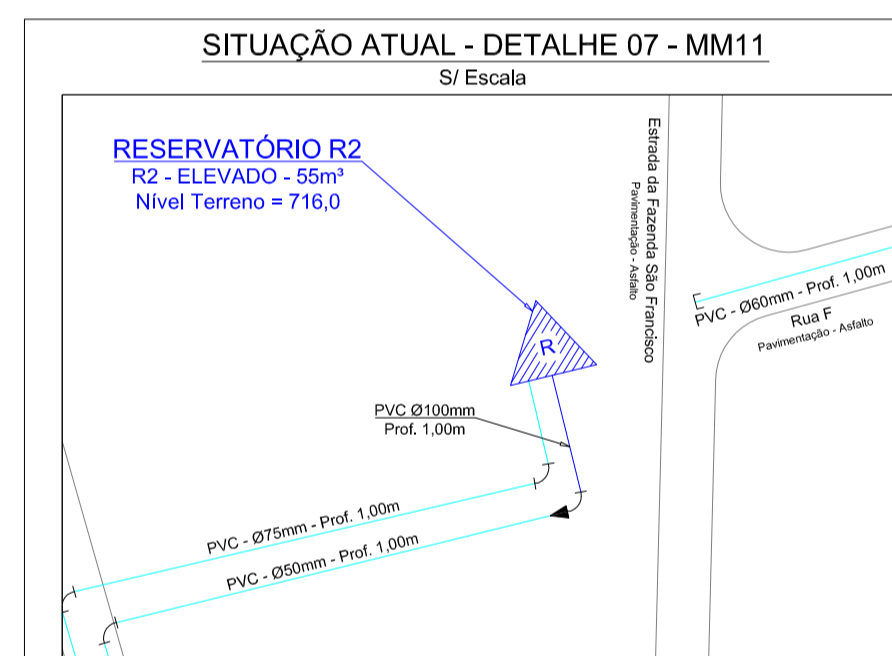 SITUAÇÃO ATUAL - DETALHE 07 - MM11
S/ Escala
RESERVATÓRIO R2
R2 - ELEVADO - 55m³
Nível Terreno = 716,0
Estrada da Fazenda São Francisco
Pavimentação - Asfalto
PVC - Ø60mm - Prof. 1,00m
Rua F
Pavimentação - Asfalto
R
PVC Ø100mm
Prof. 1,00m
PVC - Ø75mm - Prof. 1,00m
PVC - Ø50mm - Prof. 1,00m